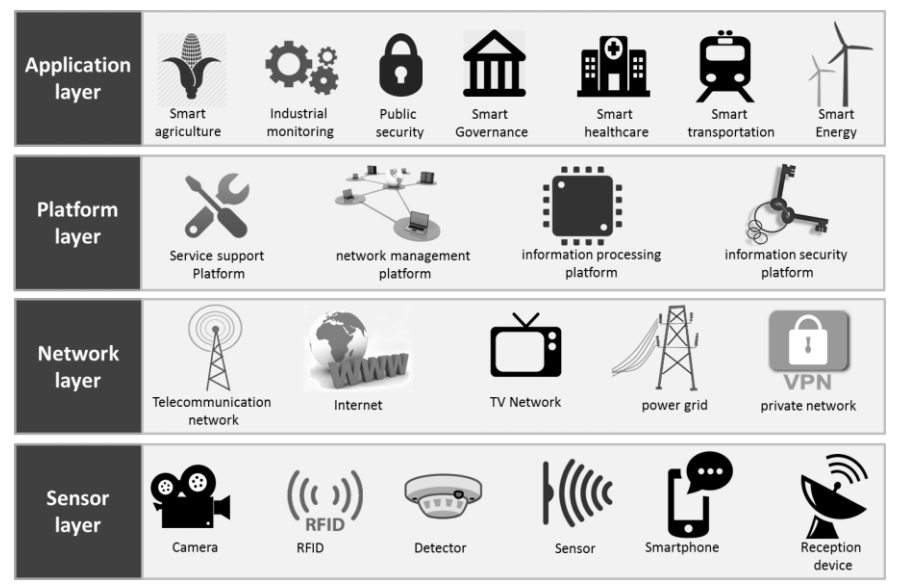 Application
layer
Smart
agriculture
Industrial
monitoring
Public
security
Smart
Governance
Smart
healthcare
Smart
transportation
Smart
Energy
Platform
layer
Service support
Platform
network management
platform
information processing
platform
information security
platform
Network
layer
Telecommunication
network
WWW
Internet
TV Network
power grid
VPN
private network
Sensor
layer
Camera
RFID
RFID
Detector
Sensor
Smartphone
Reception
device